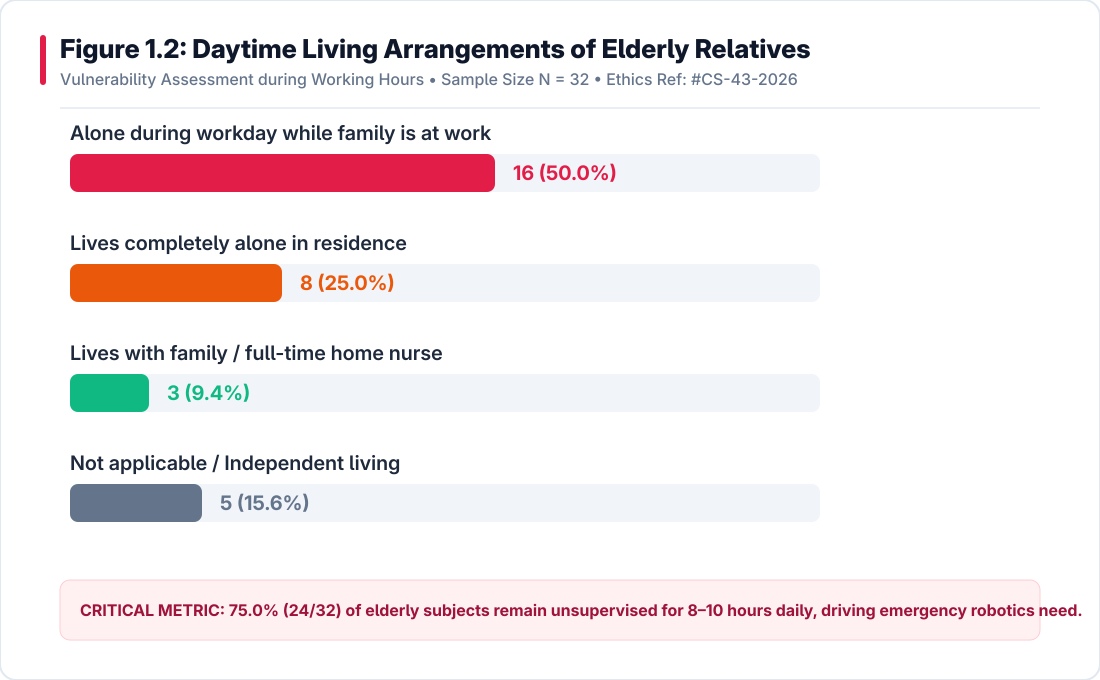 Figure 1.2: Daytime Living Arrangements of Elderly Relatives
Vulnerability Assessment during Working Hours • Sample Size N = 32 • Ethics Ref: #CS-43-2026
Alone during workday while family is at work
16 (50.0%)
Lives completely alone in residence
8 (25.0%)
Lives with family / full-time home nurse
3 (9.4%)
Not applicable / Independent living
5 (15.6%)
CRITICAL METRIC: 75.0% (24/32) of elderly subjects remain unsupervised for 8–10 hours daily, driving emergency robotics need.